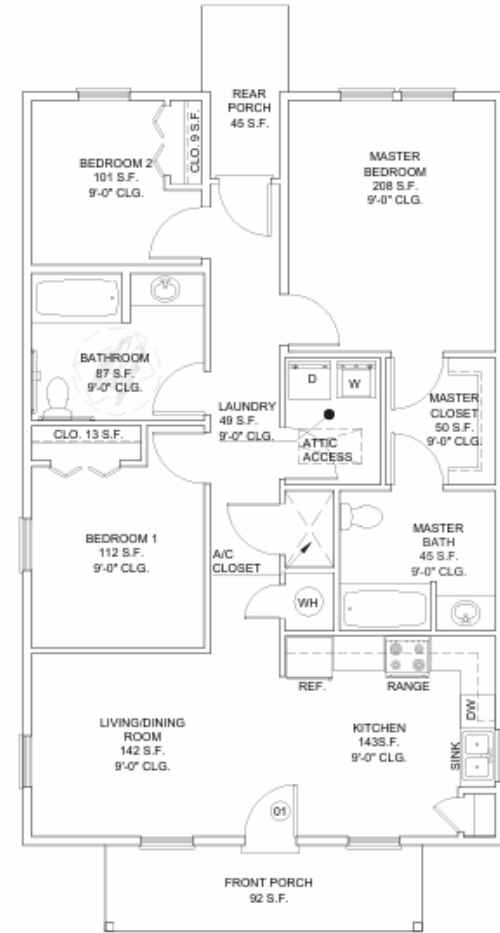 REAR
PORCH
45 S.F.
CLO. 9 S.F.
BEDROOM 2
101 S.F.
9'-0" CLG.
MASTER
BEDROOM
208 S.F.
9'-0" CLG.
BATHROOM
87 S.F.
9'-0" CLG.
D
W
LAUNDRY
49 S.F.
9'-0" CLG.
ATTIC
ACCESS
MASTER
CLOSET
50 S.F.
9'-0" CLG.
CLO. 13 S.F.
BEDROOM 1
112 S.F.
9'-0" CLG.
A/C
CLOSET
MASTER
BATH
45 S.F.
9'-0" CLG.
WH
REF.
RANGE
DW
SINK
LIVING/DINING
ROOM
142 S.F.
9'-0" CLG.
KITCHEN
143S.F.
9'-0" CLG.
01
FRONT PORCH
92 S.F.